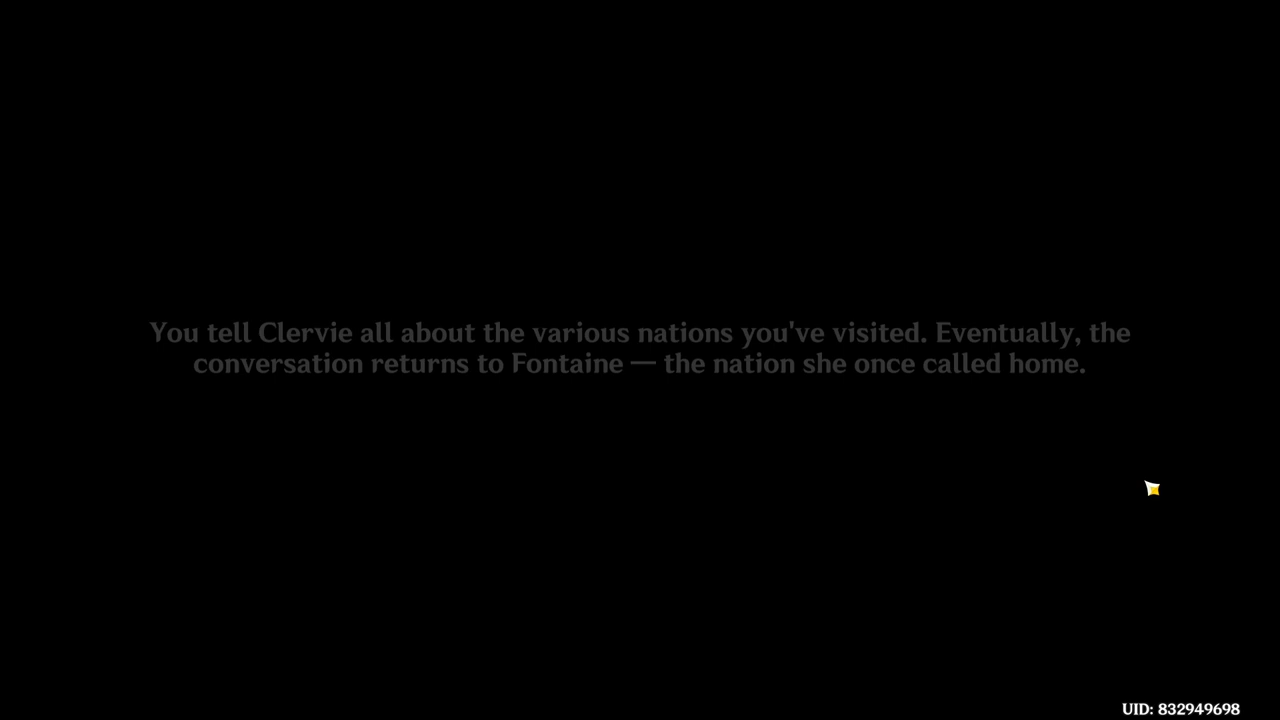 You tell Clervie all about the various nations you've visited. Eventually, the
conversation returns to Fontaine — the nation she once called home.
UID: 832949698